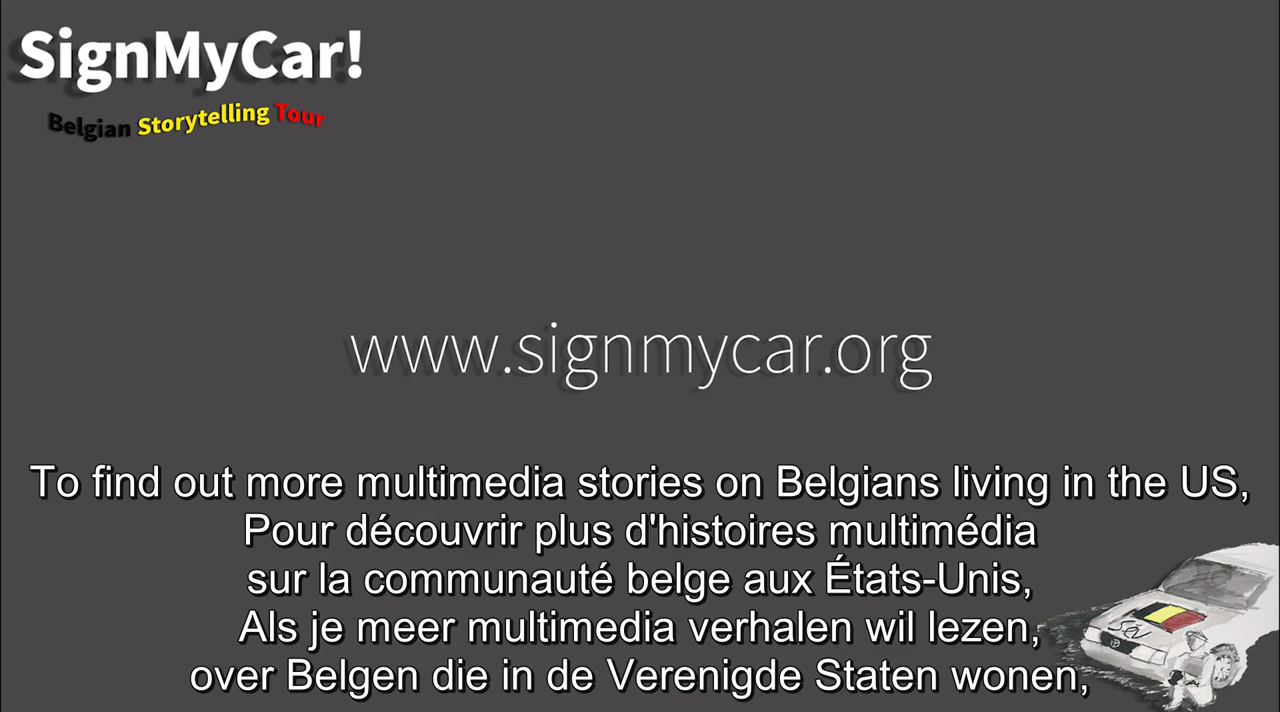 SignMyCar!
Belgian Storytelling Tour
www.signmycar.org
To find out more multimedia stories on Belgians living in the US,
Pour découvrir plus d'histoires multimédia
sur la communauté belge aux États-Unis,
Als je meer multimedia verhalen wil lezen,
over Belgen die in de Verenigde Staten wonen,